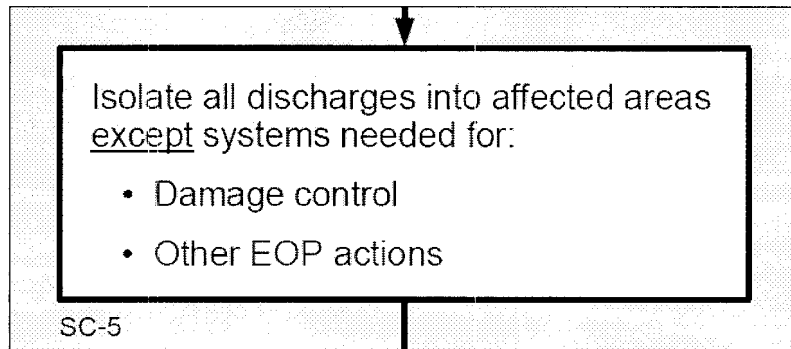 Isolate all discharges into affected areas
except systems needed for:
• Damage control
• Other EOP actions
SC-5